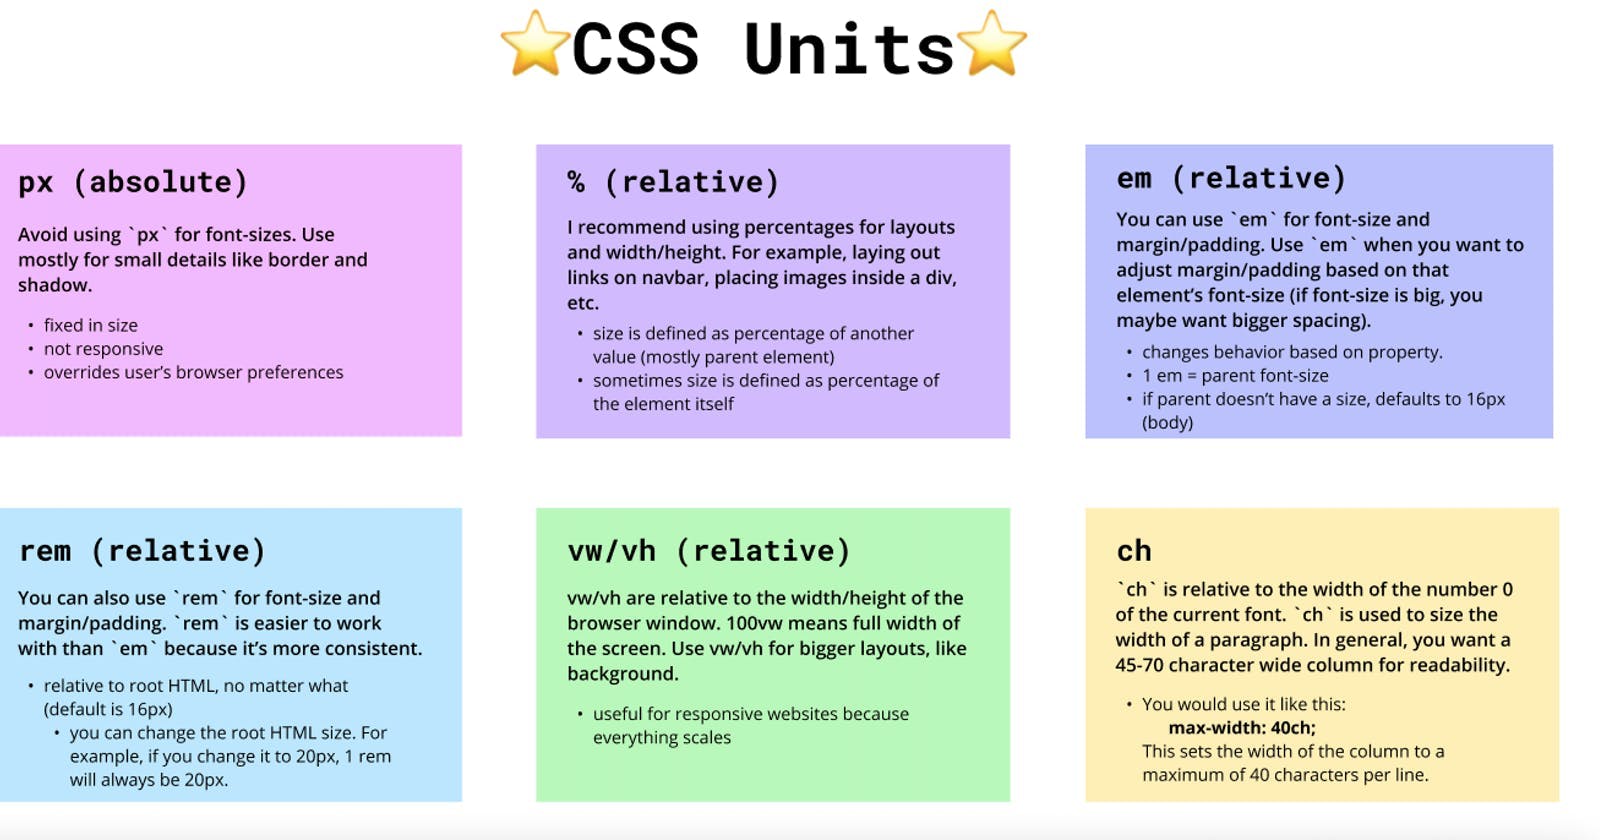 ⭐CSS Units⭐
px (absolute)
Avoid using `px` for font-sizes. Use
mostly for small details like border and
shadow.
• fixed in size
• not responsive
• overrides user's browser preferences
% (relative)
I recommend using percentages for layouts
and width/height. For example, laying out
links on navbar, placing images inside a div,
etc.
• size is defined as percentage of another
value (mostly parent element)
• sometimes size is defined as percentage of
the element itself
em (relative)
You can use `em` for font-size and
margin/padding. Use `em` when you want to
adjust margin/padding based on that
element's font-size (if font-size is big, you
maybe want bigger spacing).
• changes behavior based on property.
• 1 em = parent font-size
• if parent doesn't have a size, defaults to 16px
(body)
rem (relative)
You can also use `rem` for font-size and
margin/padding. `rem` is easier to work
with than `em` because it's more consistent.
• relative to root HTML, no matter what
(default is 16px)
• you can change the root HTML size. For
example, if you change it to 20px, 1 rem
will always be 20px.
vw/vh (relative)
vw/vh are relative to the width/height of the
browser window. 100vw means full width of
the screen. Use vw/vh for bigger layouts, like
background.
• useful for responsive websites because
everything scales
ch
`ch` is relative to the width of the number 0
of the current font. `ch` is used to size the
width of a paragraph. In general, you want a
45-70 character wide column for readability.
• You would use it like this:
max-width: 40ch;
This sets the width of the column to a
maximum of 40 characters per line.